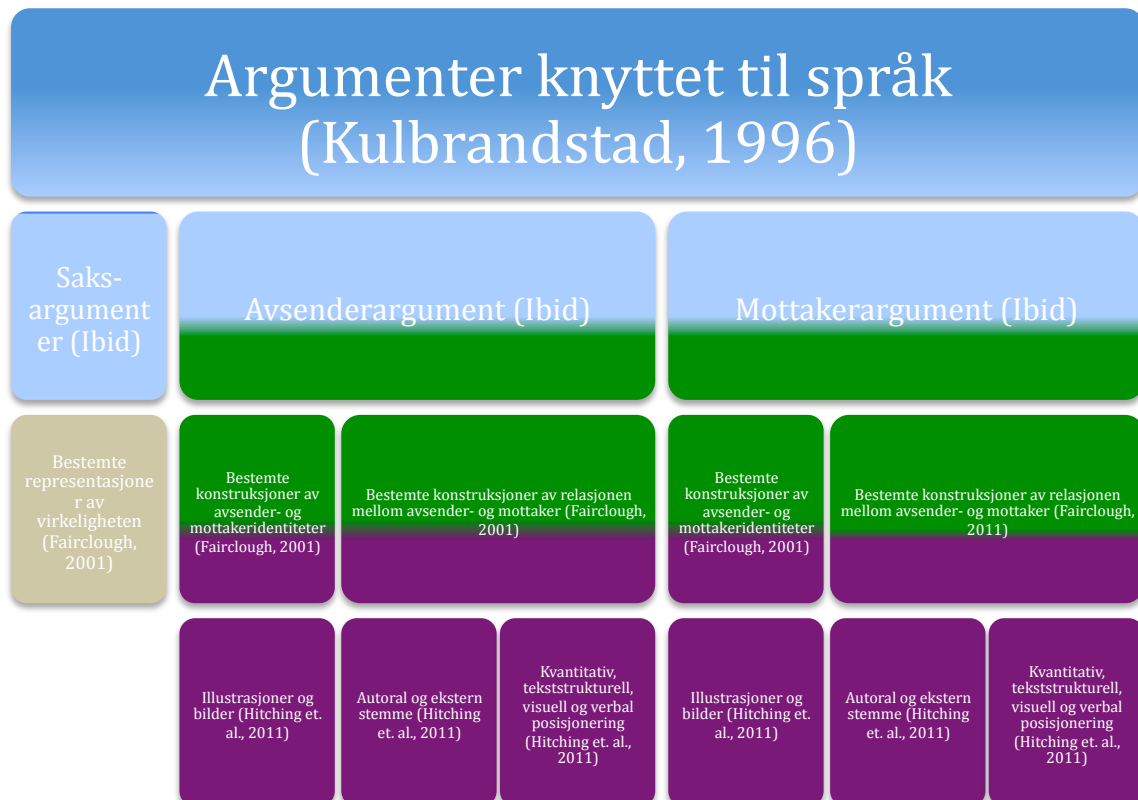 Argumenter knyttet til språk
(Kulbrandstad, 1996)
Saks-
argument
er (Ibid)
Avsenderargument (Ibid)
Mottakerargument (Ibid)
Bestemte
representasjone
r av
virkeligheten
(Fairclough,
2001)
Bestemte
konstruksjoner av
avsender- og
mottakeridentiteter
(Fairclough, 2001)
Bestemte konstruksjoner av relasjonen
mellom avsender- og mottaker (Fairclough,
2001)
Bestemte
konstruksjoner av
avsender- og
mottakeridentiteter
(Fairclough, 2001)
Bestemte konstruksjoner av relasjonen
mellom avsender- og mottaker (Fairclough,
2011)
Illustrasjoner og
bilder (Hitching et.
al., 2011)
Autoral og ekstern
stemme (Hitching
et. al., 2011)
Kvantitativ,
tekststrukturell,
visuell og verbal
posisjonering
(Hitching et. al.,
2011)
Illustrasjoner og
bilder (Hitching et.
al., 2011)
Autoral og ekstern
stemme (Hitching
et. al., 2011)
Kvantitativ,
tekststrukturell,
visuell og verbal
posisjonering
(Hitching et. al.,
2011)